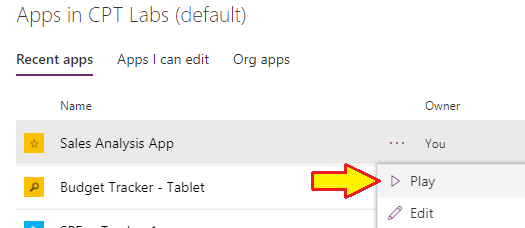 Apps in CPT Labs (default)
Recent apps Apps I can edit Org apps
Name Owner
Sales Analysis App ... You
Play
Budget Tracker - Tablet
Edit